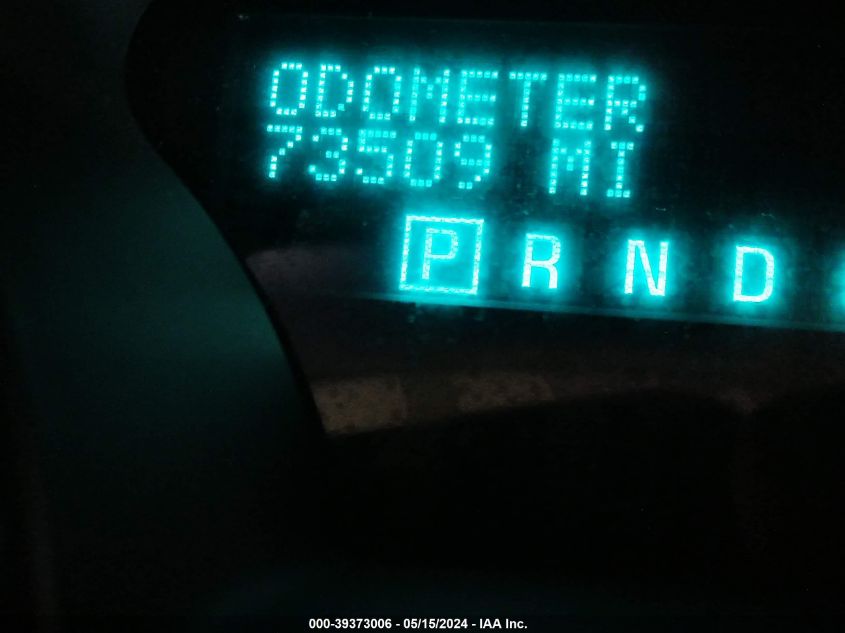 ODOMETER
73509 MI
P R N D
000-39373006 - 05/15/2024 - IAA Inc.